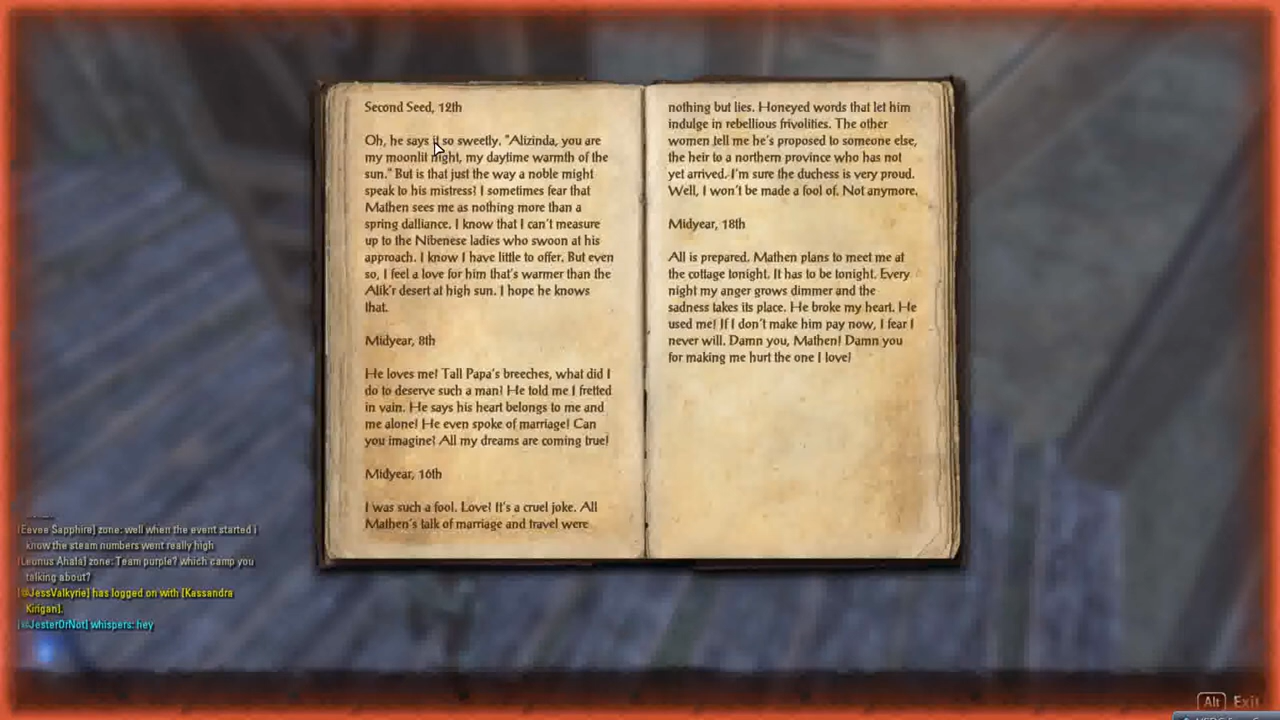 Second Seed, 12th
Oh, he says it so sweetly. "Alizinda, you are
my moonlit night, my daytime warmth of the
sun." But is that just the way a noble might
speak to his mistress? I sometimes fear that
Mathen sees me as nothing more than a
spring dalliance. I know that I can't measure
up to the Nibenese ladies who swoon at his
approach. I know I have little to offer. But even
so, I feel a love for him that's warmer than the
Alik'r desert at high sun. I hope he knows
that.
Midyear, 8th
He loves me! Tall Papa's breeches, what did I
do to deserve such a man? He told me I fretted
in vain. He says his heart belongs to me and
me alone! He even spoke of marriage! Can
you imagine? All my dreams are coming true!
Midyear, 16th
I was such a fool. Love? It's a cruel joke. All
Mathen's talk of marriage and travel were
nothing but lies. Honeyed words that let him
indulge in rebellious frivolities. The other
women tell me he's proposed to someone else,
the heir to a northern province who has not
yet arrived. I'm sure the duchess is very proud.
Well, I won't be made a fool of. Not anymore.
Midyear, 18th
All is prepared. Mathen plans to meet me at
the cottage tonight. It has to be tonight. Every
night my anger grows dimmer and the
sadness takes its place. He broke my heart. He
used me! If I don't make him pay now, I fear I
never will. Damn you, Mathen! Damn you
for making me hurt the one I love!
[Eevee Sapphire] zone: well when the event started i
know the steam numbers went really high
[Leonus Ahala] zone: Team purple? which camp you
talking about?
[@JessValkyrie] has logged on with [Kassandra
Kirigan].
[@JesterOrNot] whispers: hey
Alt Exit